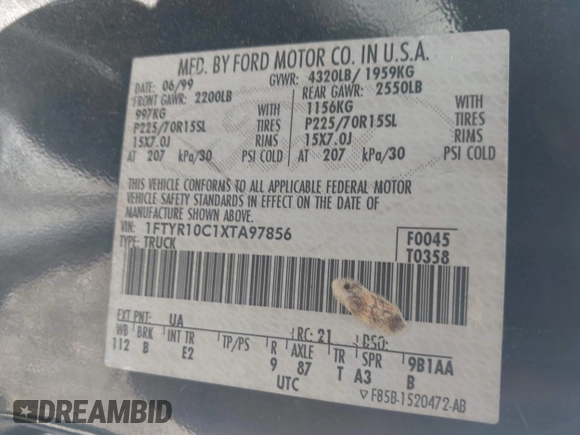 MFD. BY FORD MOTOR CO. IN U.S.A.
DATE: 06/99 GVWR: 4320LB/ 1959KG
FRONT GAWR: 2200LB REAR GAWR: 2550LB
997KG WITH 1156KG WITH
P225/70R15SL TIRES P225/70R15SL TIRES
15X7.0J RIMS 15X7.0J RIMS
AT 207 kPa/30 PSI COLD AT 207 kPa/30 PSI COLD
THIS VEHICLE CONFORMS TO ALL APPLICABLE FEDERAL MOTOR
VEHICLE SAFETY STANDARDS IN EFFECT ON THE DATE OF
MANUFACTURE SHOWN ABOVE.
VIN: 1FTYR10C1XTA97856 F0045
TYPE: TRUCK T0358
EXT PNT: UA RC: 21 DSO:
WB BRK INT TR TP/PS R AXLE TR SPR 9B1AA
112 B E2 9 87 T A3 B
UTC
▽ F85B-1520472-AB
DREAMBID